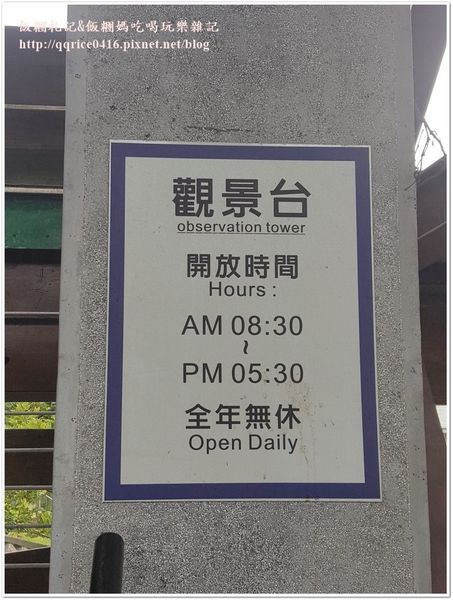 飯糰札記&飯糰媽吃喝玩樂雜記
http://qqrice0416.pixnet.net/blog
觀景台
observation tower
開放時間
Hours :
AM 08:30
~
PM 05:30
全年無休
Open Daily